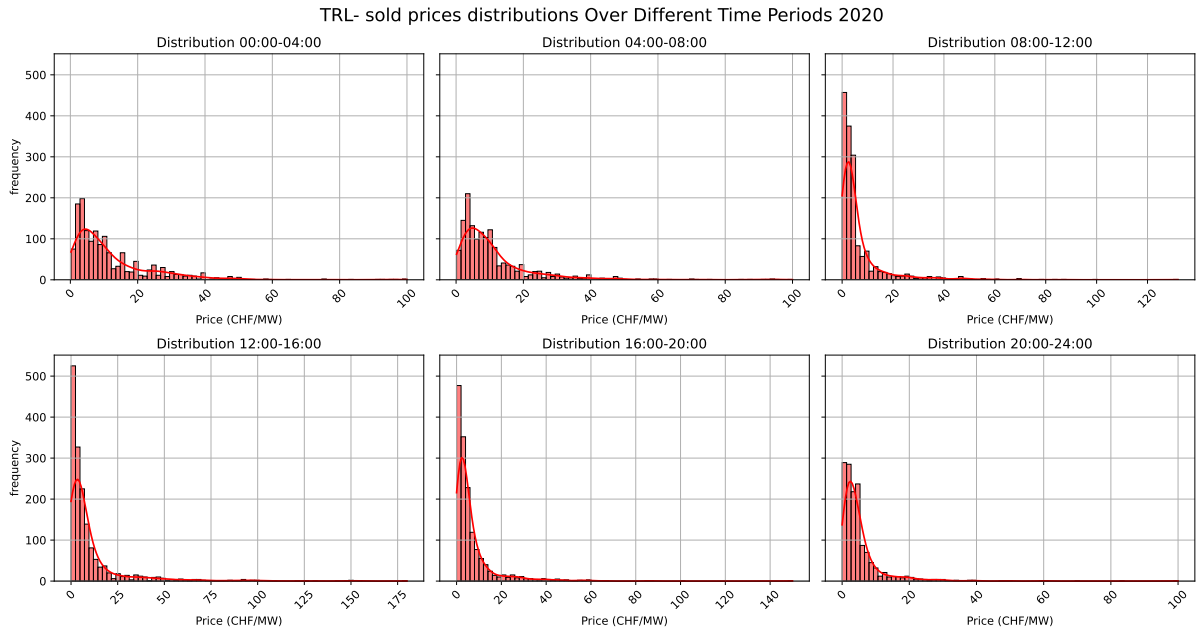 TRL- sold prices distributions Over Different Time Periods 2020
Distribution 00:00-04:00
Distribution 04:00-08:00
Distribution 08:00-12:00
frequency
500
400
300
200
100
0
0 20 40 60 80 100
0 20 40 60 80 100
0 20 40 60 80 100 120
Price (CHF/MW)
Price (CHF/MW)
Price (CHF/MW)
Distribution 12:00-16:00
Distribution 16:00-20:00
Distribution 20:00-24:00
frequency
500
400
300
200
100
0
0 25 50 75 100 125 150 175
0 20 40 60 80 100 120 140
0 20 40 60 80 100
Price (CHF/MW)
Price (CHF/MW)
Price (CHF/MW)